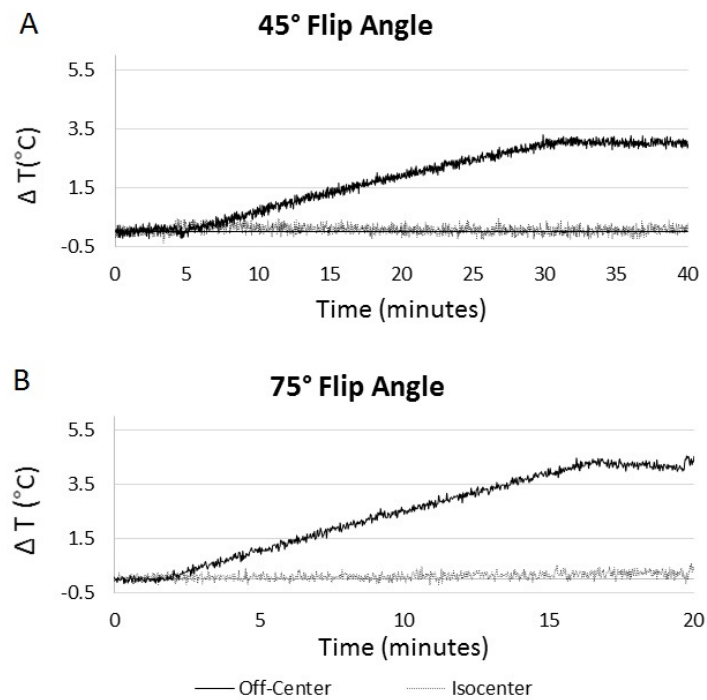 A
45° Flip Angle
Δ T(°C)
5.5
3.5
1.5
-0.5
0 5 10 15 20 25 30 35 40
Time (minutes)
B
75° Flip Angle
Δ T (°C)
5.5
3.5
1.5
-0.5
0 5 10 15 20
Time (minutes)
Off-Center Isocenter